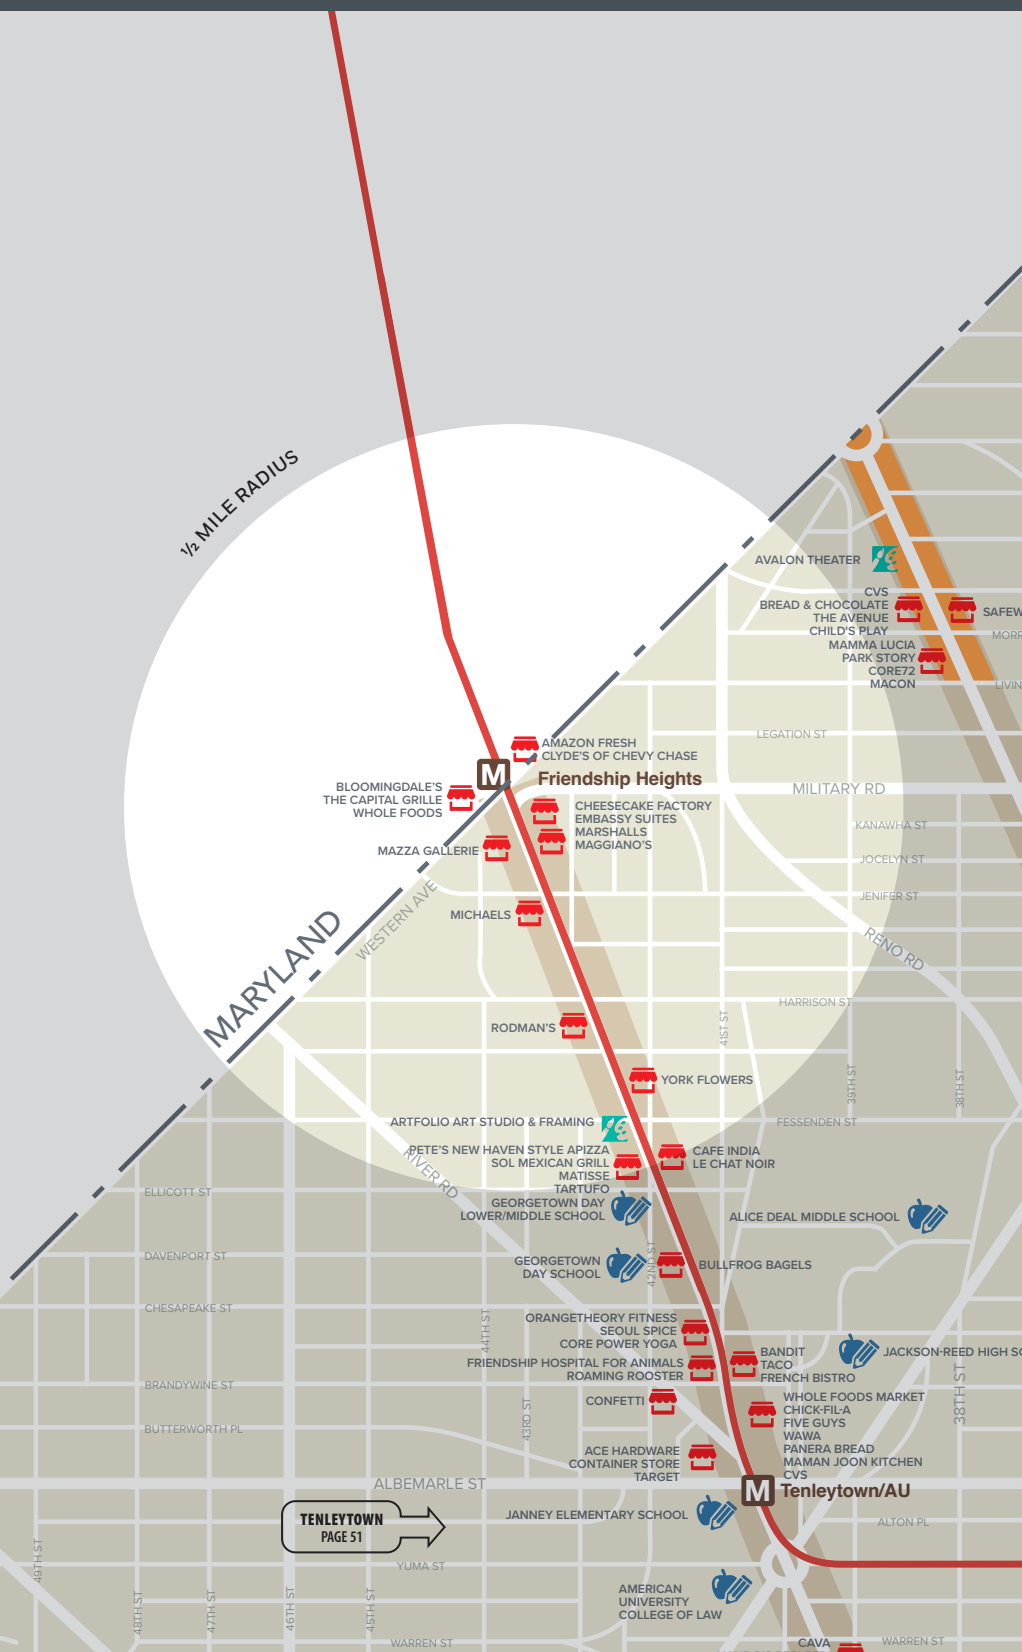 ½ MILE RADIUS
AVALON THEATER
CVS
BREAD & CHOCOLATE
THE AVENUE
CHILD'S PLAY
MAMMA LUCIA
PARK STORY
CORE72
MACON
LEGATION ST
AMAZON FRESH
CLYDE'S OF CHEVY CHASE
M
Friendship Heights
MILITARY RD
BLOOMINGDALE'S
THE CAPITAL GRILLE
WHOLE FOODS
CHEESECAKE FACTORY
EMBASSY SUITES
MARSHALLS
MAGGIANO'S
KANAWHA ST
MAZZA GALLERIE
JOCELYN ST
JENIFER ST
WESTERN AVE
MICHAELS
MARYLAND
RENO RD
HARRISON ST
RODMAN'S
41ST ST
YORK FLOWERS
39TH ST
38TH ST
ARTFOLIO ART STUDIO & FRAMING
FESSENDEN ST
PETE'S NEW HAVEN STYLE APIZZA
SOL MEXICAN GRILL
MATISSE
TARTUFO
CAFE INDIA
LE CHAT NOIR
RIVER RD
ELLICOTT ST
GEORGETOWN DAY
LOWER/MIDDLE SCHOOL
ALICE DEAL MIDDLE SCHOOL
DAVENPORT ST
GEORGETOWN
DAY SCHOOL
42ND ST
BULLFROG BAGELS
CHESAPEAKE ST
44TH ST
ORANGETHEORY FITNESS
SEOUL SPICE
CORE POWER YOGA
FRIENDSHIP HOSPITAL FOR ANIMALS
ROAMING ROOSTER
BANDIT
TACO
FRENCH BISTRO
JACKSON-REED HIGH SC
BRANDYWINE ST
CONFETTI
43RD ST
38TH ST
WHOLE FOODS MARKET
CHICK-FIL-A
FIVE GUYS
WAWA
PANERA BREAD
MAMAN JOON KITCHEN
CVS
BUTTERWORTH PL
ACE HARDWARE
CONTAINER STORE
TARGET
ALBEMARLE ST
M
Tenleytown/AU
TENLEYTOWN
PAGE 51
JANNEY ELEMENTARY SCHOOL
ALTON PL
YUMA ST
49TH ST
48TH ST
47TH ST
46TH ST
45TH ST
AMERICAN
UNIVERSITY
COLLEGE OF LAW
WARREN ST
CAVA
WARREN ST
SAFEW
MORR
LIVIN